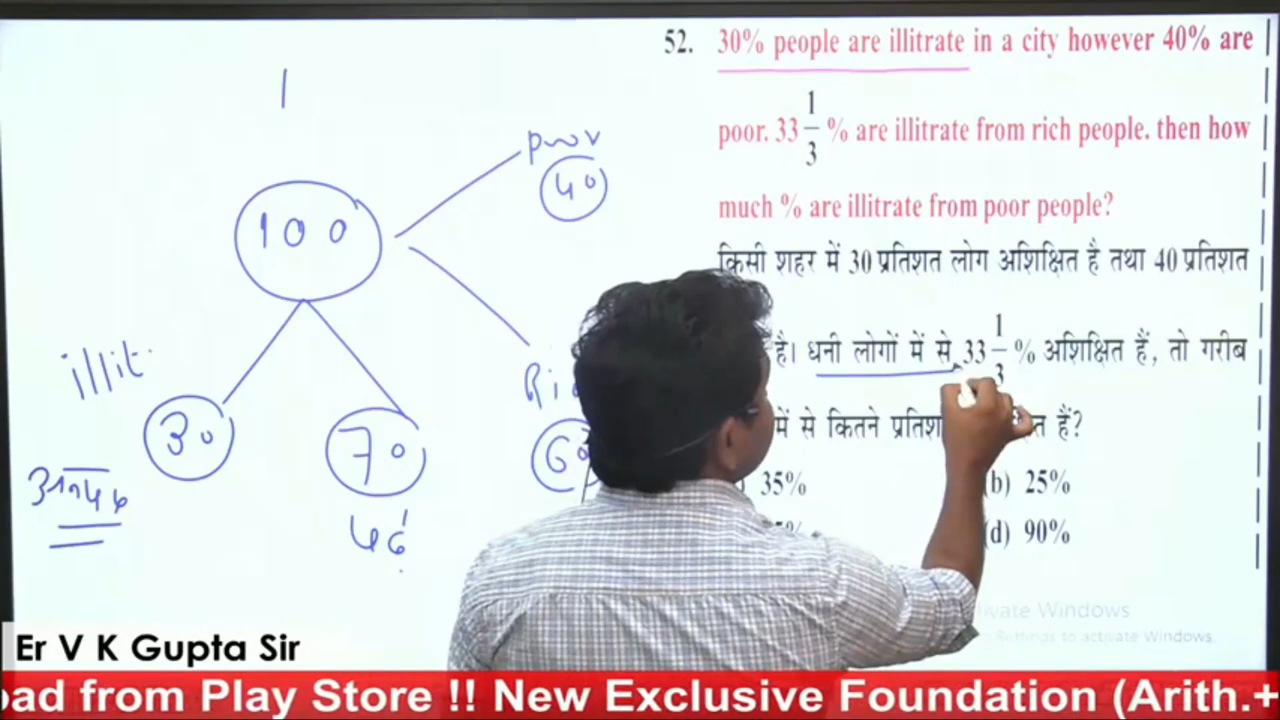 52. 30% people are illitrate in a city however 40% are
poor. 33 1/3 % are illitrate from rich people. then how
much % are illitrate from poor people?
किसी शहर में 30 प्रतिशत लोग अशिक्षित है तथा 40 प्रतिशत
है। धनी लोगों में से 33 1/3 % अशिक्षित हैं, तो गरीब
में से कितने प्रतिश त हैं?
35%
(b) 25%
(d) 90%
100
poor
40
illit.
30
70
60
Er V K Gupta Sir
oad from Play Store !! New Exclusive Foundation (Arith.+